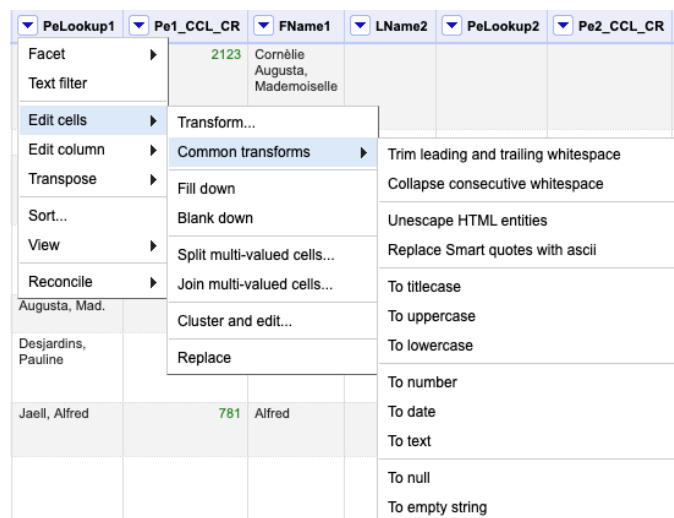 PeLookup1 Pe1_CCL_CR FName1 LName2 PeLookup2 Pe2_CCL_CR
Facet
Text filter
Edit cells
Edit column
Transpose
Sort...
View
Reconcile
2123
Cornèlie
Augusta,
Mademoiselle
Transform...
Common transforms
Fill down
Blank down
Split multi-valued cells...
Join multi-valued cells...
Cluster and edit...
Replace
Trim leading and trailing whitespace
Collapse consecutive whitespace
Unescape HTML entities
Replace Smart quotes with ascii
To titlecase
To uppercase
To lowercase
To number
To date
To text
To null
To empty string
Augusta, Mad.
Desjardins,
Pauline
Jaell, Alfred 781 Alfred